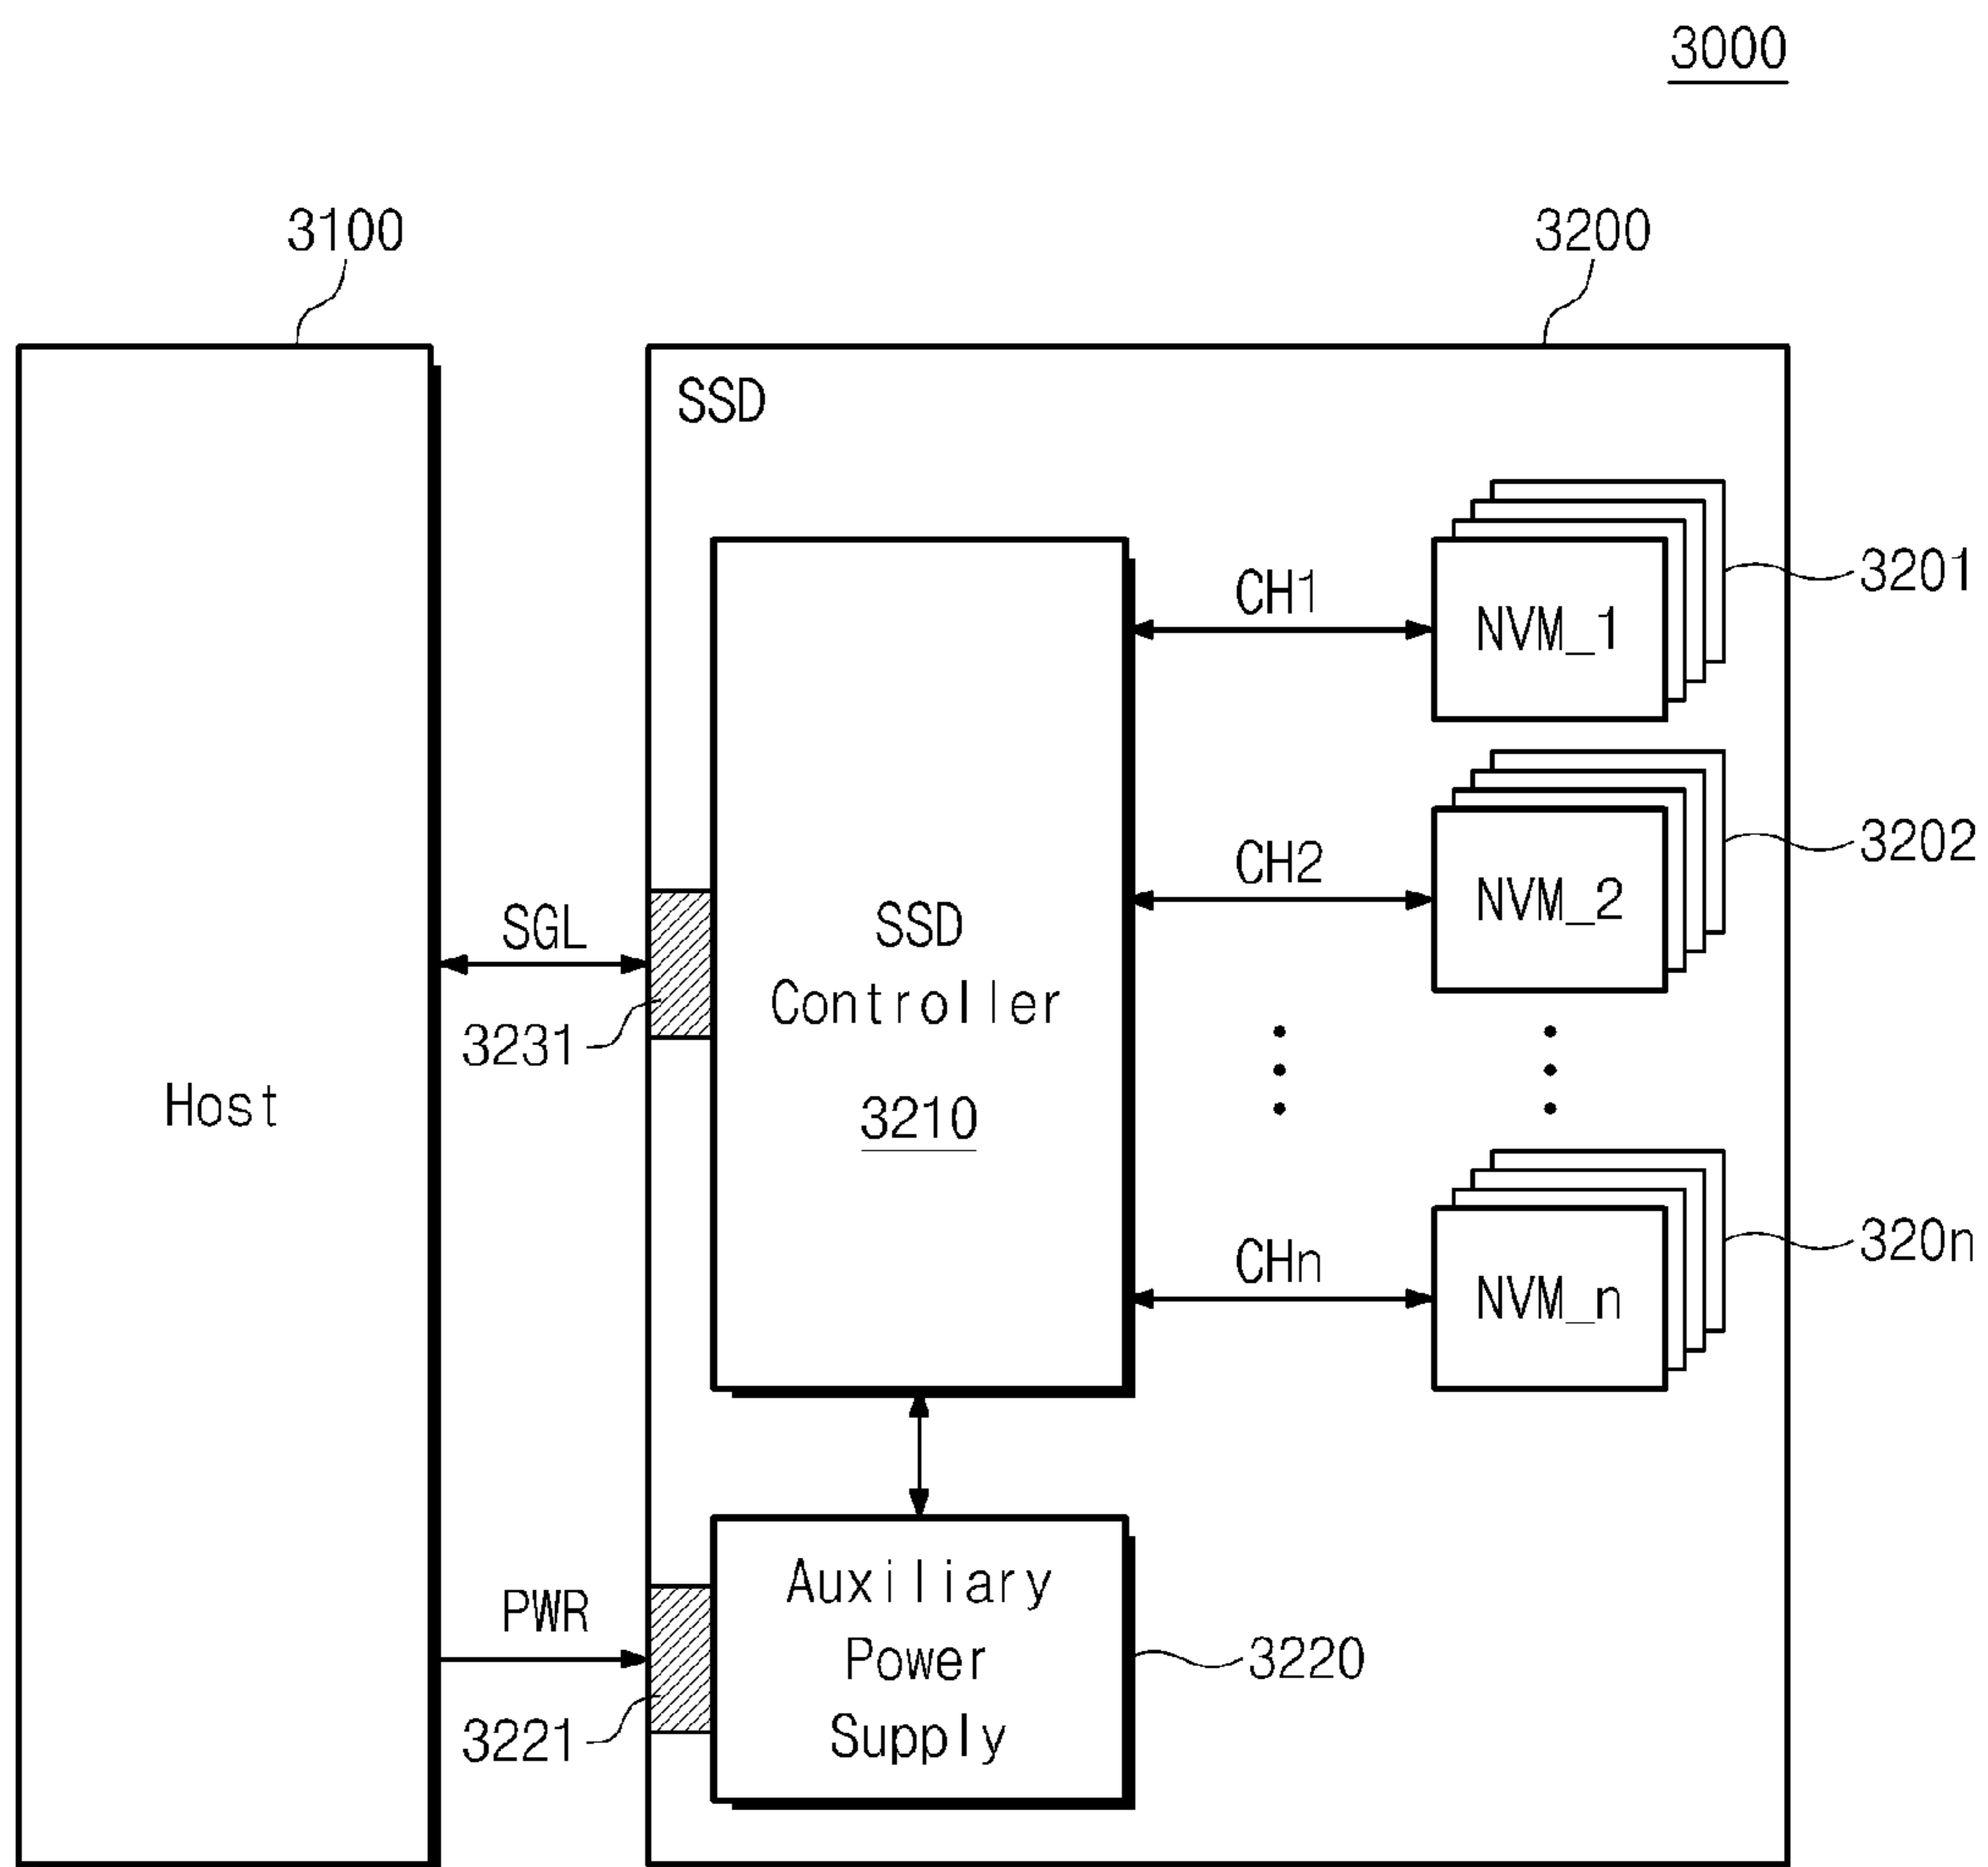 3000
3100
3200
SSD
CH1
NVM_1
3201
CH2
NVM_2
3202
SGL
SSD
Controller
3210
3231
Host
CHn
NVM_n
320n
PWR
Auxiliary
Power
Supply
3220
3221